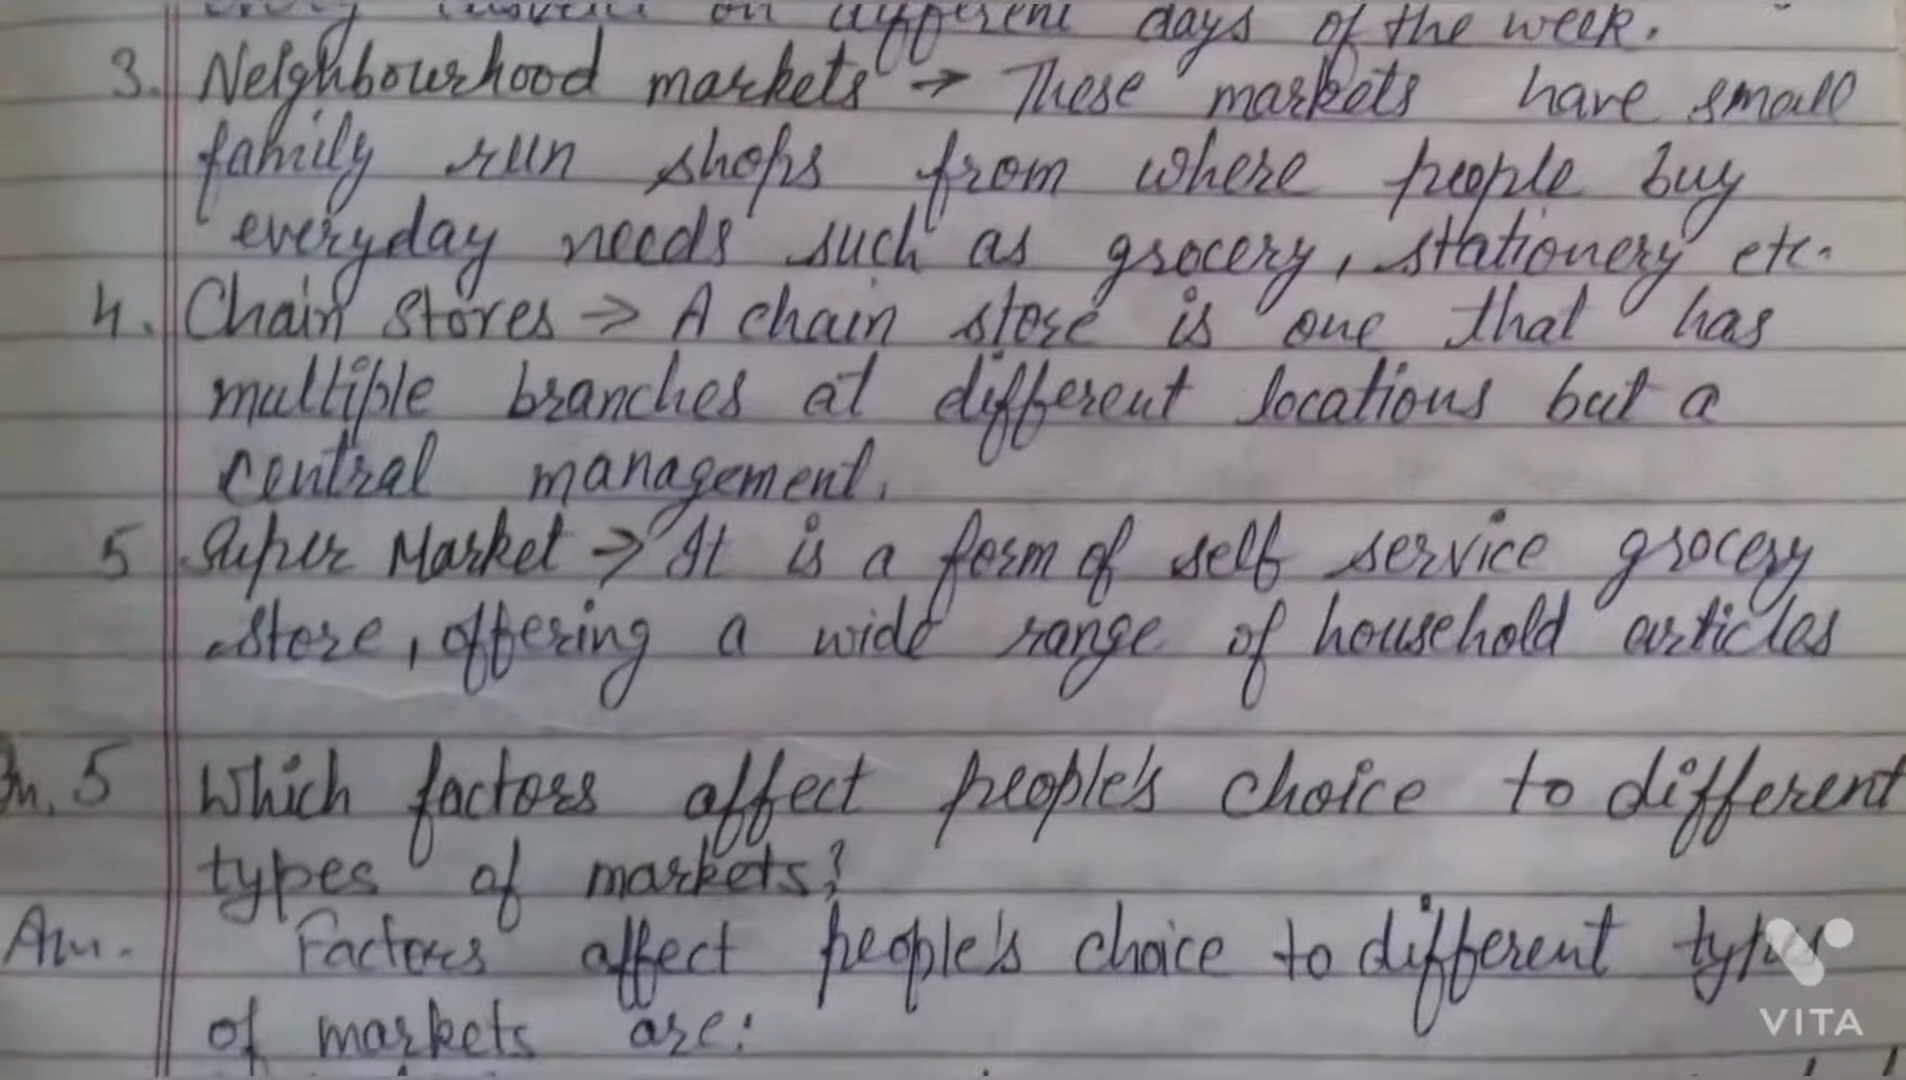 on different days of the week.
3. Neighbourhood markets → These markets have small
family run shops from where people buy
everyday needs such as grocery, stationery etc.
4. Chain Stores → A chain store is one that has
multiple branches at different locations but a
central management.
5 Super Market → It is a form of self service grocery
store, offering a wide range of household articles
5 Which factors affect people's choice to different
types of markets?
Ans. Factors affect people's choice to different types
of markets are:
VITA